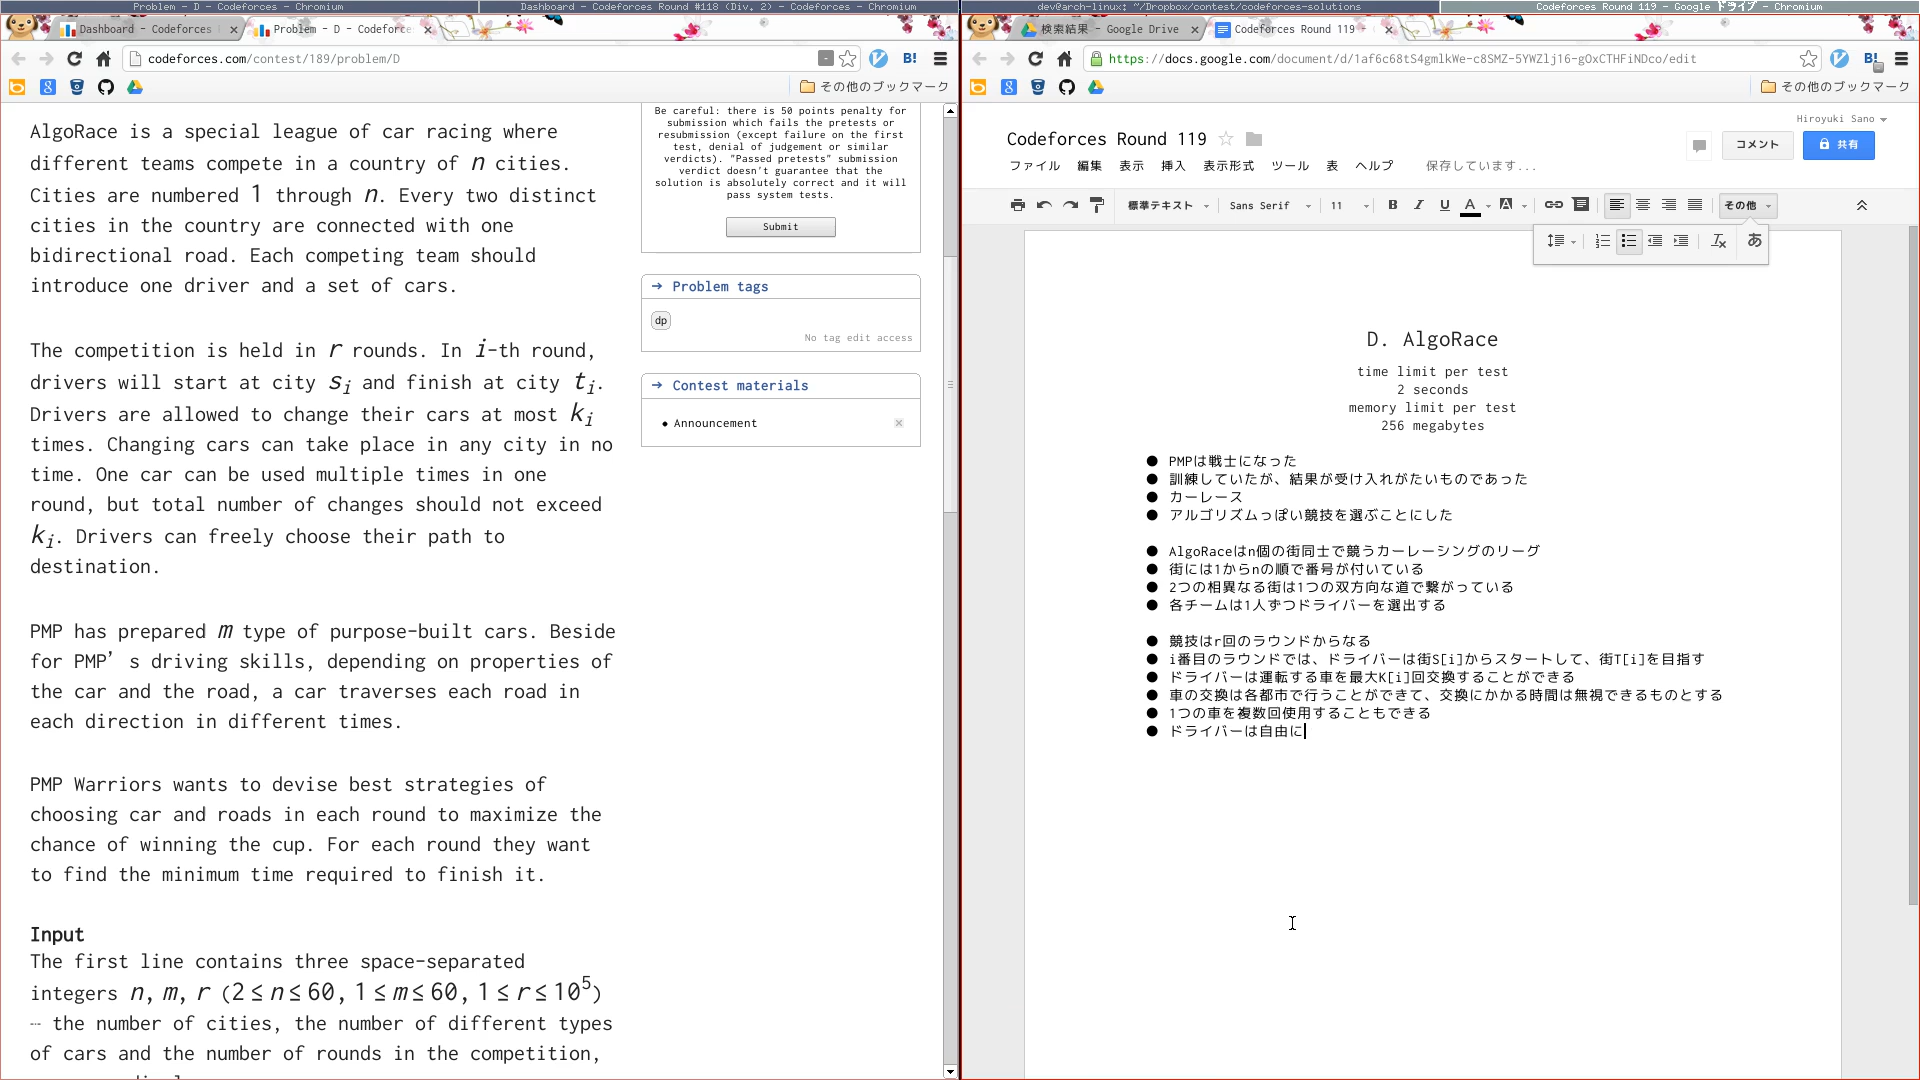 Problem - D - Codeforces - Chromium
Dashboard - Codeforces Round #118 (Div. 2) - Codeforces - Chromium
dev@arch-linux: ~/Dropbox/contest/codeforces-solutions
Codeforces Round 119 - Google ドライブ - Chromium
Dashboard - Codeforces
Problem - D - Codeforce
codeforces.com/contest/189/problem/D
その他のブックマーク
AlgoRace is a special league of car racing where
different teams compete in a country of n cities.
Cities are numbered 1 through n. Every two distinct
cities in the country are connected with one
bidirectional road. Each competing team should
introduce one driver and a set of cars.
The competition is held in r rounds. In i-th round,
drivers will start at city si and finish at city ti.
Drivers are allowed to change their cars at most ki
times. Changing cars can take place in any city in no
time. One car can be used multiple times in one
round, but total number of changes should not exceed
ki. Drivers can freely choose their path to
destination.
PMP has prepared m type of purpose-built cars. Beside
for PMP’s driving skills, depending on properties of
the car and the road, a car traverses each road in
each direction in different times.
PMP Warriors wants to devise best strategies of
choosing car and roads in each round to maximize the
chance of winning the cup. For each round they want
to find the minimum time required to finish it.
Input
The first line contains three space-separated
integers n, m, r (2 ≤ n ≤ 60, 1 ≤ m ≤ 60, 1 ≤ r ≤ 10^5)
— the number of cities, the number of different types
of cars and the number of rounds in the competition,
Be careful: there is 50 points penalty for
submission which fails the pretests or
resubmission (except failure on the first
test, denial of judgement or similar
verdicts). "Passed pretests" submission
verdict doesn't guarantee that the
solution is absolutely correct and it will
pass system tests.
Submit
→ Problem tags
dp
No tag edit access
→ Contest materials
● Announcement
検索結果 - Google Drive
Codeforces Round 119 -
https://docs.google.com/document/d/1af6c68tS4gmlkWe-c8SMZ-5YWZlj16-gOxCTHFiNDco/edit
その他のブックマーク
Hiroyuki Sano
Codeforces Round 119
コメント
共有
ファイル 編集 表示 挿入 表示形式 ツール 表 ヘルプ 保存しています...
標準テキスト Sans Serif 11 B I U A A その他
あ
D. AlgoRace
time limit per test
2 seconds
memory limit per test
256 megabytes
● PMPは戦士になった
● 訓練していたが、結果が受け入れがたいものであった
● カーレース
● アルゴリズムっぽい競技を選ぶことにした
● AlgoRaceはn個の街同士で競うカーレーシングのリーグ
● 街には1からnの順で番号が付いている
● 2つの相異なる街は1つの双方向な道で繋がっている
● 各チームは1人ずつドライバーを選出する
● 競技はr回のラウンドからなる
● i番目のラウンドでは、ドライバーは街S[i]からスタートして、街T[i]を目指す
● ドライバーは運転する車を最大K[i]回交換することができる
● 車の交換は各都市で行うことができて、交換にかかる時間は無視できるものとする
● 1つの車を複数回使用することもできる
● ドライバーは自由に